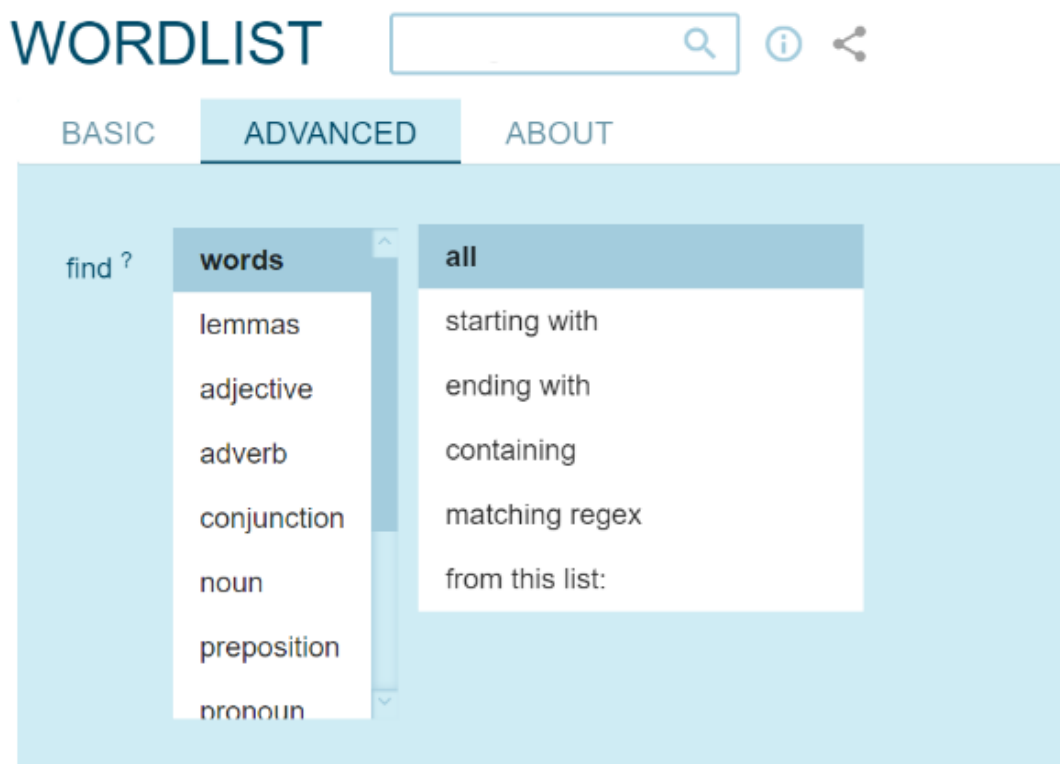 WORDLIST
BASIC ADVANCED ABOUT
find ? words all
lemmas starting with
adjective ending with
adverb containing
conjunction matching regex
noun from this list:
preposition
pronoun